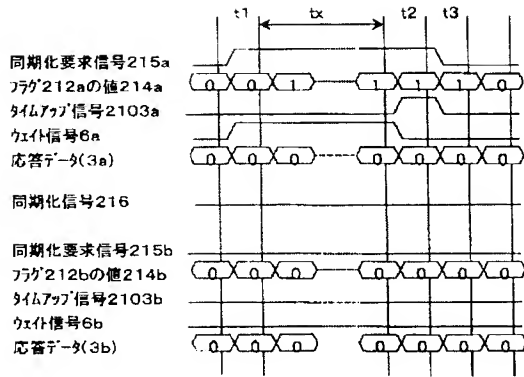 t1 tx t2 t3
同期化要求信号215a
フラグ212aの値214a 0 0 1 1 1 1 0
タイムアップ信号2103a
ウェイト信号6a
応答データ(3a) 0 0 0 0 0 0 0
同期化信号216
同期化要求信号215b
フラグ212bの値214b 0 0 0 0 0 0 0
タイムアップ信号2103b
ウェイト信号6b
応答データ(3b) 0 0 0 0 0 0 0